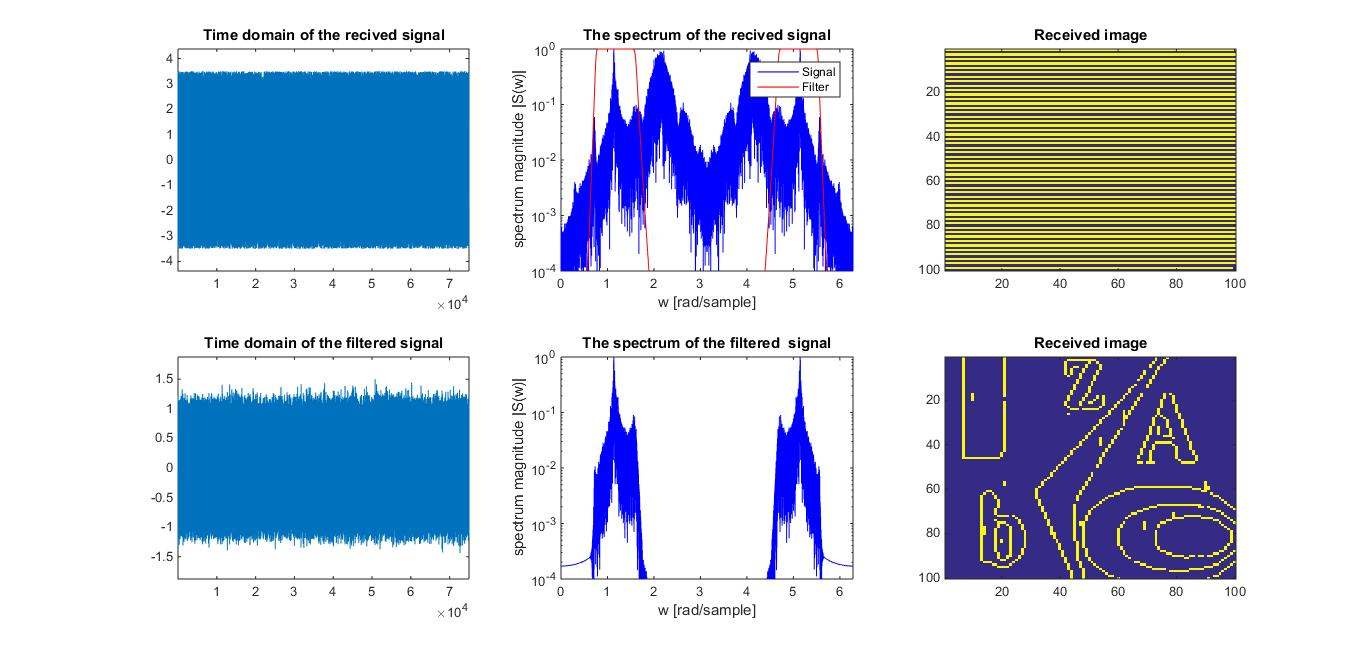 Time domain of the recived signal
4
3
2
1
0
-1
-2
-3
-4
1 2 3 4 5 6 7
×10^4
The spectrum of the recived signal
spectrum magnitude |S(w)|
10^0
10^-1
10^-2
10^-3
10^-4
Signal
Filter
0 1 2 3 4 5 6
w [rad/sample]
Received image
20
40
60
80
100
20 40 60 80 100
Time domain of the filtered signal
1.5
1
0.5
0
-0.5
-1
-1.5
1 2 3 4 5 6 7
×10^4
The spectrum of the filtered  signal
spectrum magnitude |S(w)|
10^0
10^-1
10^-2
10^-3
10^-4
0 1 2 3 4 5 6
w [rad/sample]
Received image
20
40
60
80
100
z
A
b
20 40 60 80 100